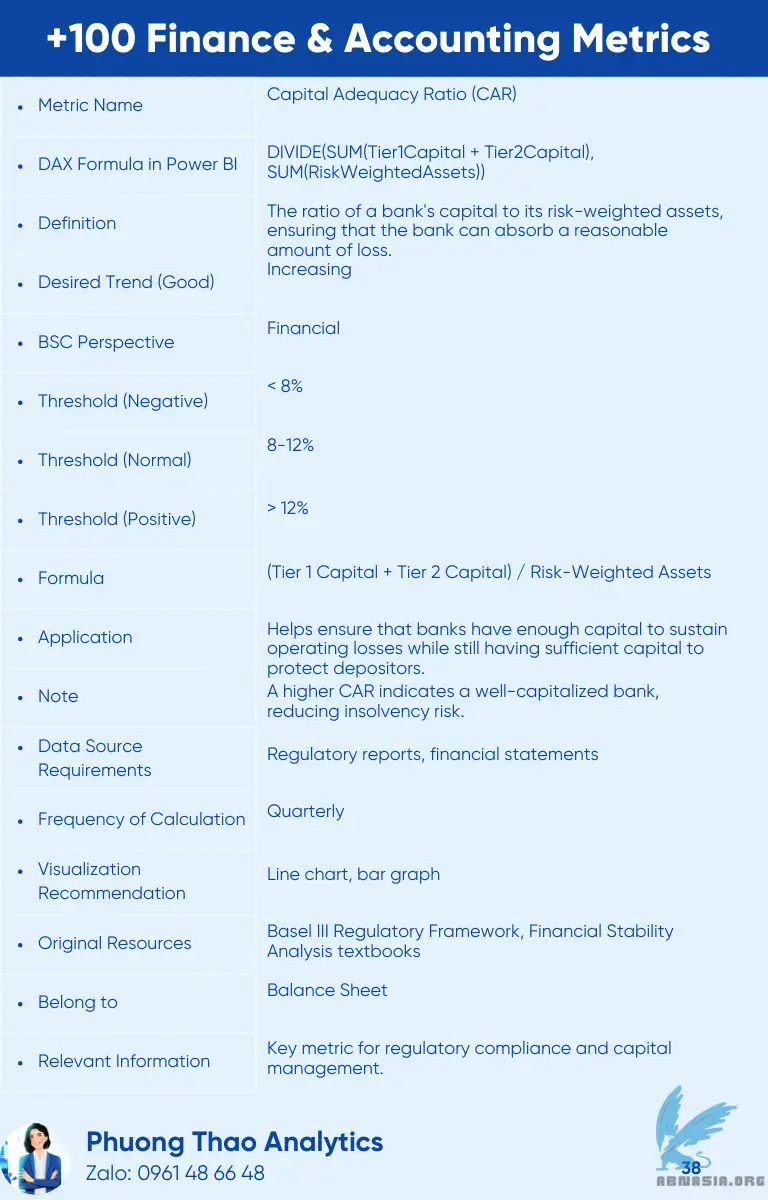 +100 Finance & Accounting Metrics
• Metric Name
Capital Adequacy Ratio (CAR)
• DAX Formula in Power BI
DIVIDE(SUM(Tier1Capital + Tier2Capital),
SUM(RiskWeightedAssets))
• Definition
The ratio of a bank's capital to its risk-weighted assets,
ensuring that the bank can absorb a reasonable
amount of loss.
• Desired Trend (Good)
Increasing
• BSC Perspective
Financial
• Threshold (Negative)
< 8%
• Threshold (Normal)
8-12%
• Threshold (Positive)
> 12%
• Formula
(Tier 1 Capital + Tier 2 Capital) / Risk-Weighted Assets
• Application
Helps ensure that banks have enough capital to sustain
operating losses while still having sufficient capital to
protect depositors.
• Note
A higher CAR indicates a well-capitalized bank,
reducing insolvency risk.
• Data Source
Requirements
Regulatory reports, financial statements
• Frequency of Calculation
Quarterly
• Visualization
Recommendation
Line chart, bar graph
• Original Resources
Basel III Regulatory Framework, Financial Stability
Analysis textbooks
• Belong to
Balance Sheet
• Relevant Information
Key metric for regulatory compliance and capital
management.
Phuong Thao Analytics
Zalo: 0961 48 66 48
38
ABNASIA.ORG